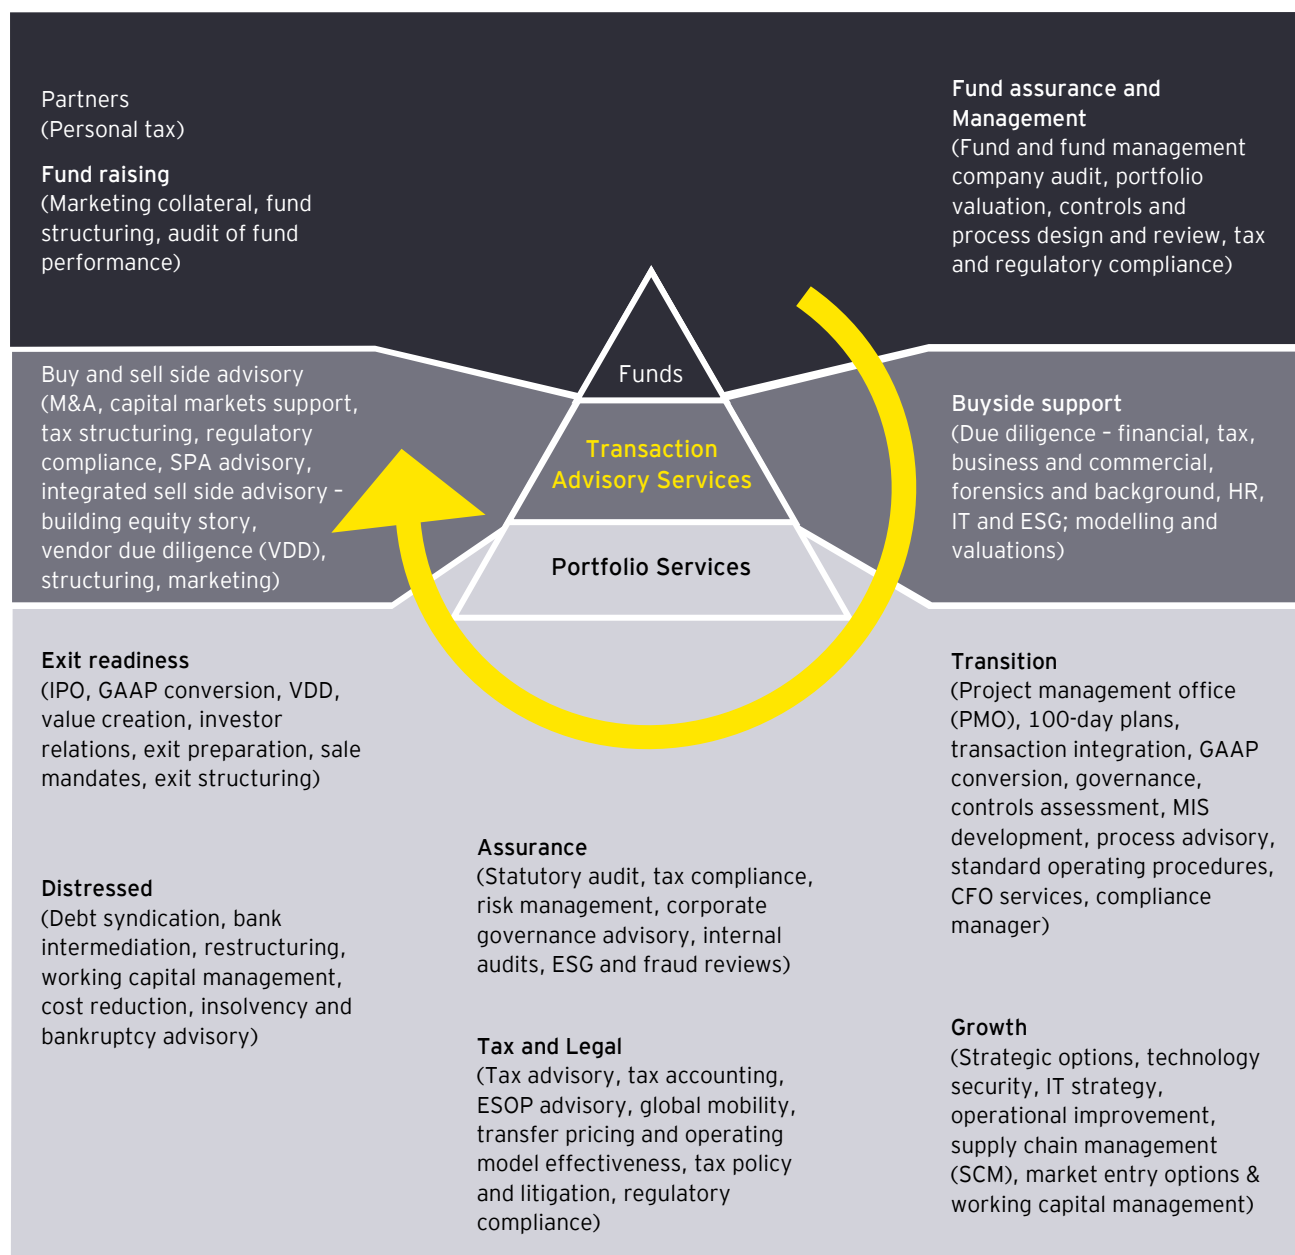 Partners
(Personal tax)
Fund raising
(Marketing collateral, fund
structuring, audit of fund
performance)
Fund assurance and
Management
(Fund and fund management
company audit, portfolio
valuation, controls and
process design and review, tax
and regulatory compliance)
Funds
Buy and sell side advisory
(M&A, capital markets support,
tax structuring, regulatory
compliance, SPA advisory,
integrated sell side advisory –
building equity story,
vendor due diligence (VDD),
structuring, marketing)
Transaction
Advisory Services
Buyside support
(Due diligence – financial, tax,
business and commercial,
forensics and background, HR,
IT and ESG; modelling and
valuations)
Portfolio Services
Exit readiness
(IPO, GAAP conversion, VDD,
value creation, investor
relations, exit preparation, sale
mandates, exit structuring)
Distressed
(Debt syndication, bank
intermediation, restructuring,
working capital management,
cost reduction, insolvency and
bankruptcy advisory)
Assurance
(Statutory audit, tax compliance,
risk management, corporate
governance advisory, internal
audits, ESG and fraud reviews)
Tax and Legal
(Tax advisory, tax accounting,
ESOP advisory, global mobility,
transfer pricing and operating
model effectiveness, tax policy
and litigation, regulatory
compliance)
Transition
(Project management office
(PMO), 100-day plans,
transaction integration, GAAP
conversion, governance,
controls assessment, MIS
development, process advisory,
standard operating procedures,
CFO services, compliance
manager)
Growth
(Strategic options, technology
security, IT strategy,
operational improvement,
supply chain management
(SCM), market entry options &
working capital management)